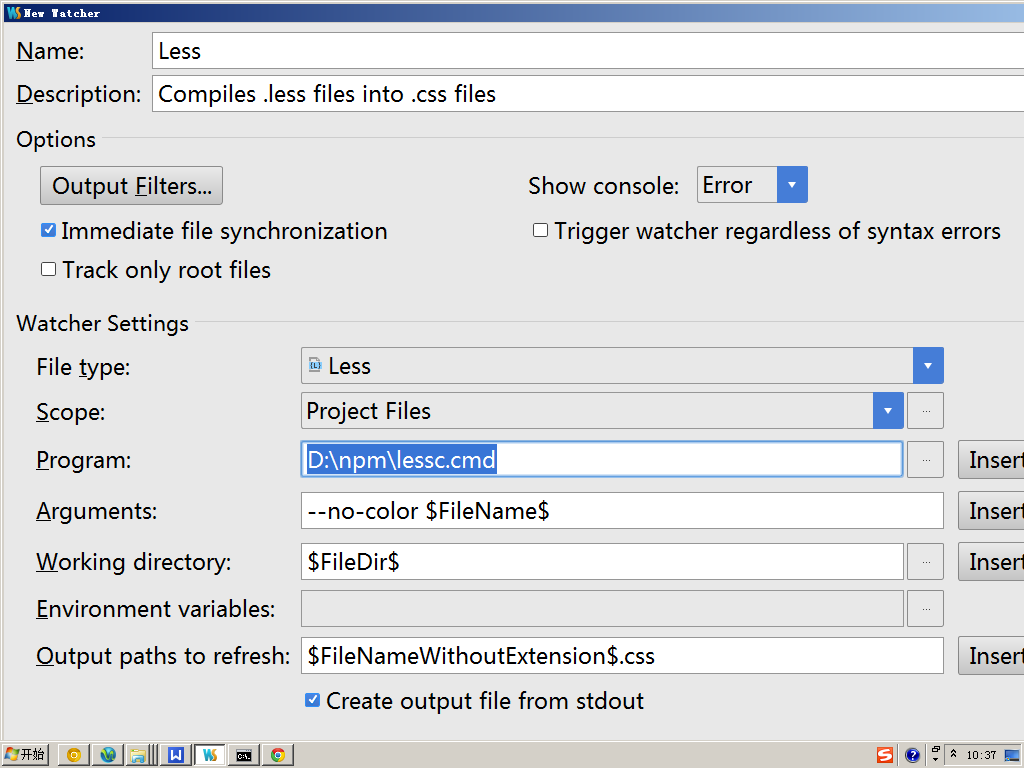 New Watcher
Name: Less
Description: Compiles .less files into .css files
Options
Output Filters... Show console: Error
Immediate file synchronization Trigger watcher regardless of syntax errors
Track only root files
Watcher Settings
File type: Less
Scope: Project Files ...
Program: D:\npm\lessc.cmd ... Insert
Arguments: --no-color $FileName$ Insert
Working directory: $FileDir$ ... Insert
Environment variables: ...
Output paths to refresh: $FileNameWithoutExtension$.css Insert
Create output file from stdout
开始 10:37